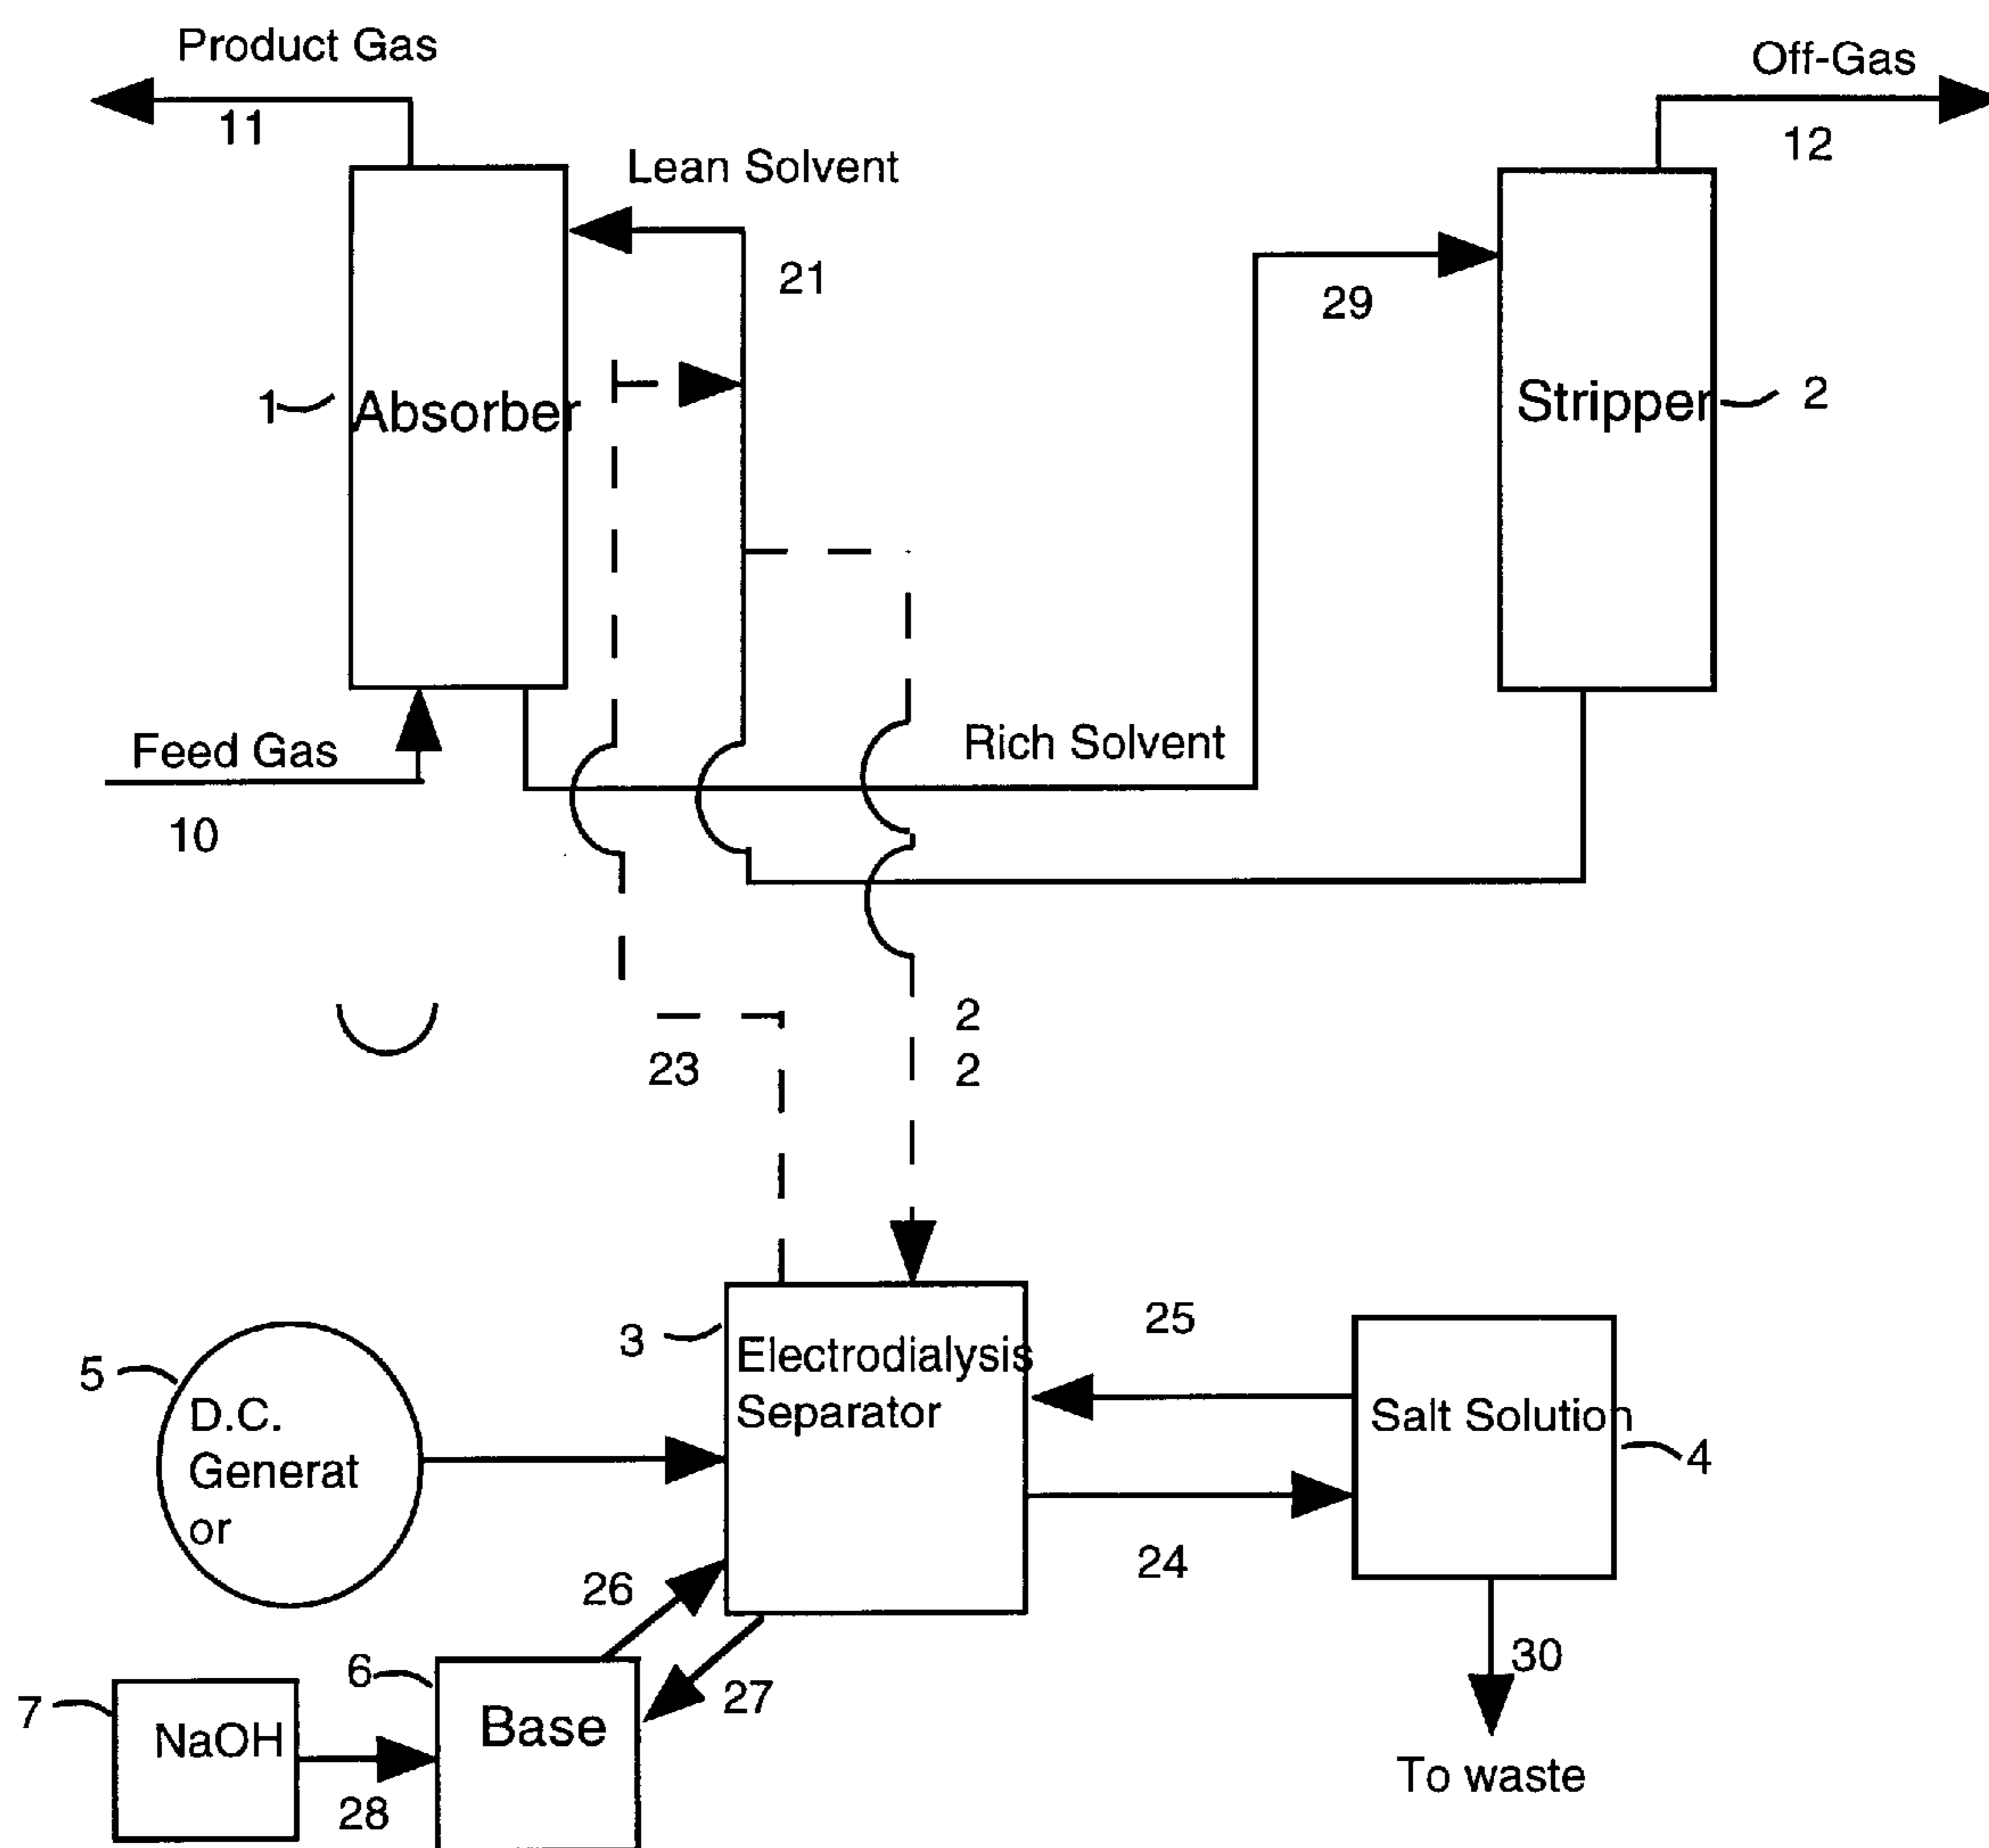 Product Gas
11
Off-Gas
12
Lean Solvent
21
29
1
Absorber
Stripper
2
Feed Gas
10
Rich Solvent
2
2
23
25
3
Electrodialysis
Separator
5
D.C.
Generat
or
Salt Solution
4
24
26
27
30
6
Base
7
NaOH
28
To waste